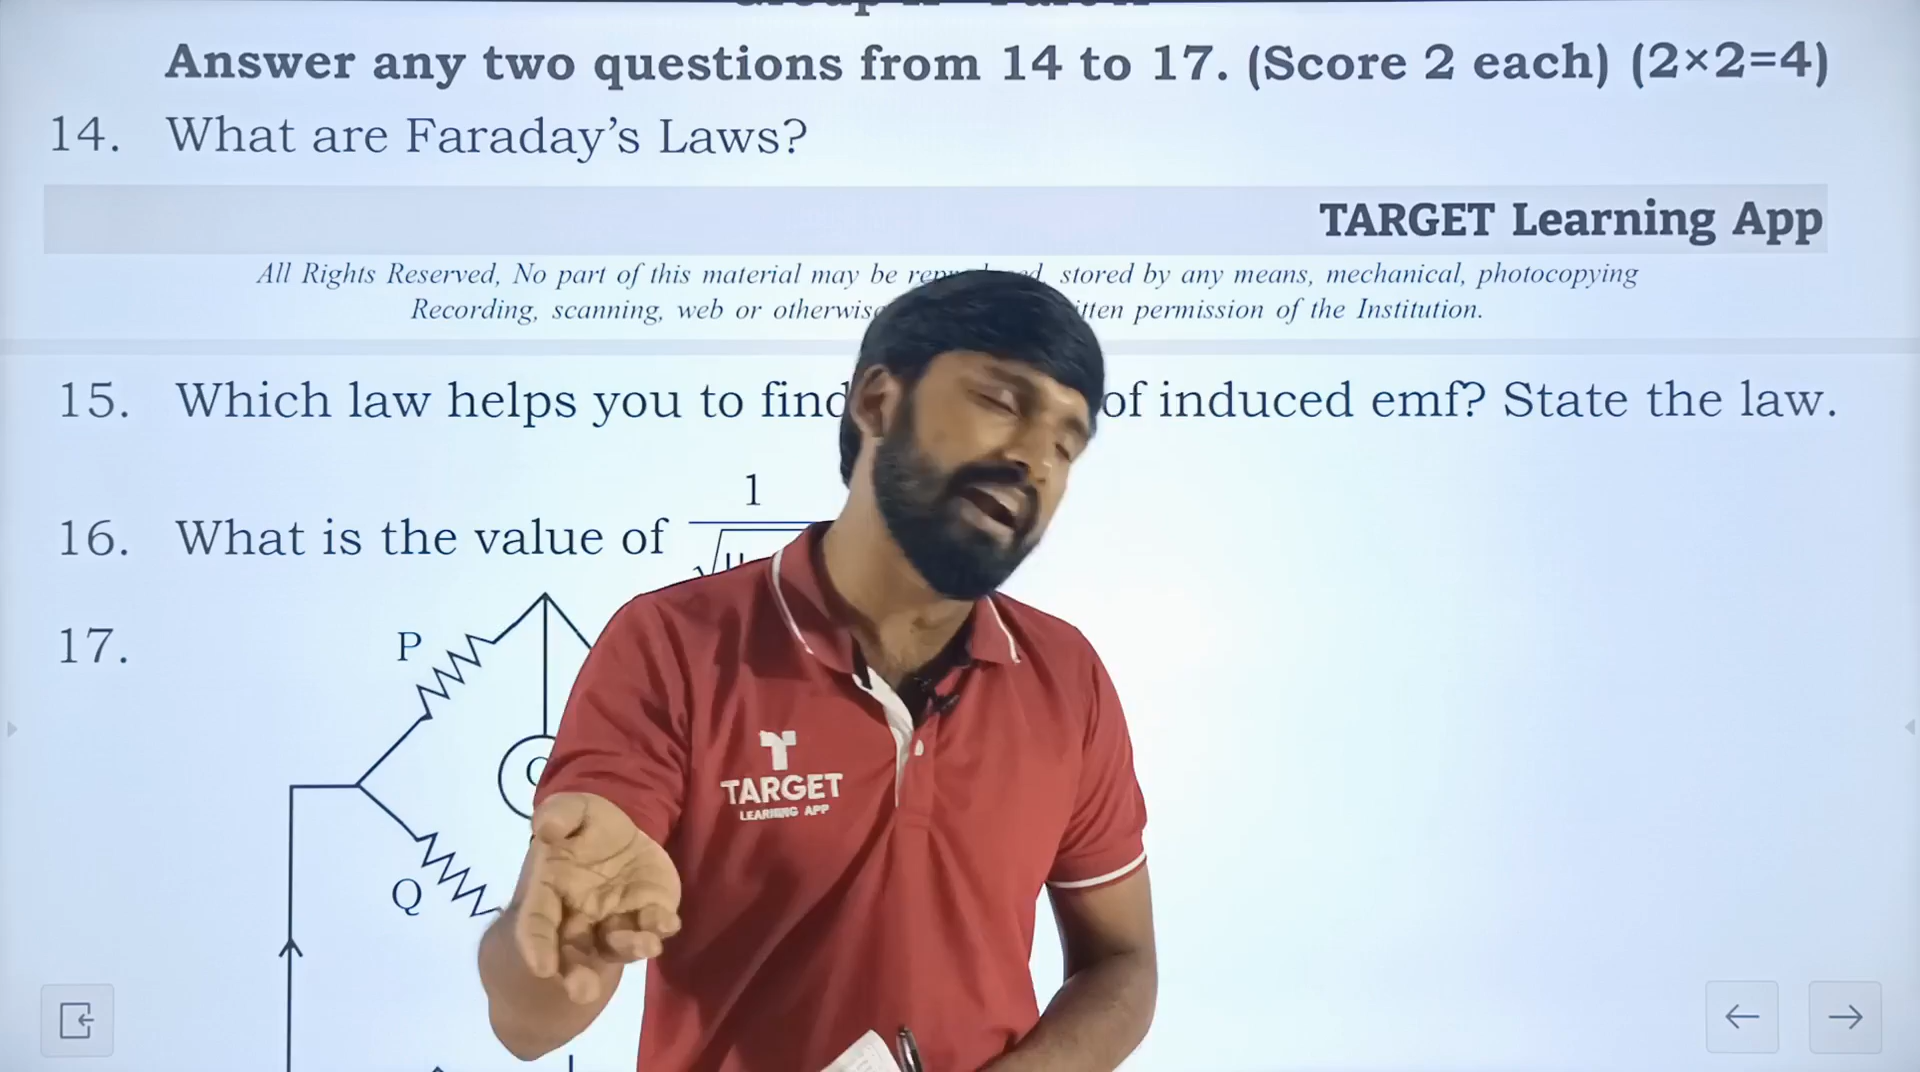 Answer any two questions from 14 to 17. (Score 2 each) (2×2=4)
14. What are Faraday's Laws?
TARGET Learning App
All Rights Reserved, No part of this material may be stored by any means, mechanical, photocopying
Recording, scanning, web or permission of the Institution.
15. Which law helps you to find of induced emf? State the law.
16. What is the value of 1
17.
P
Q
TARGET
LEARNING APP